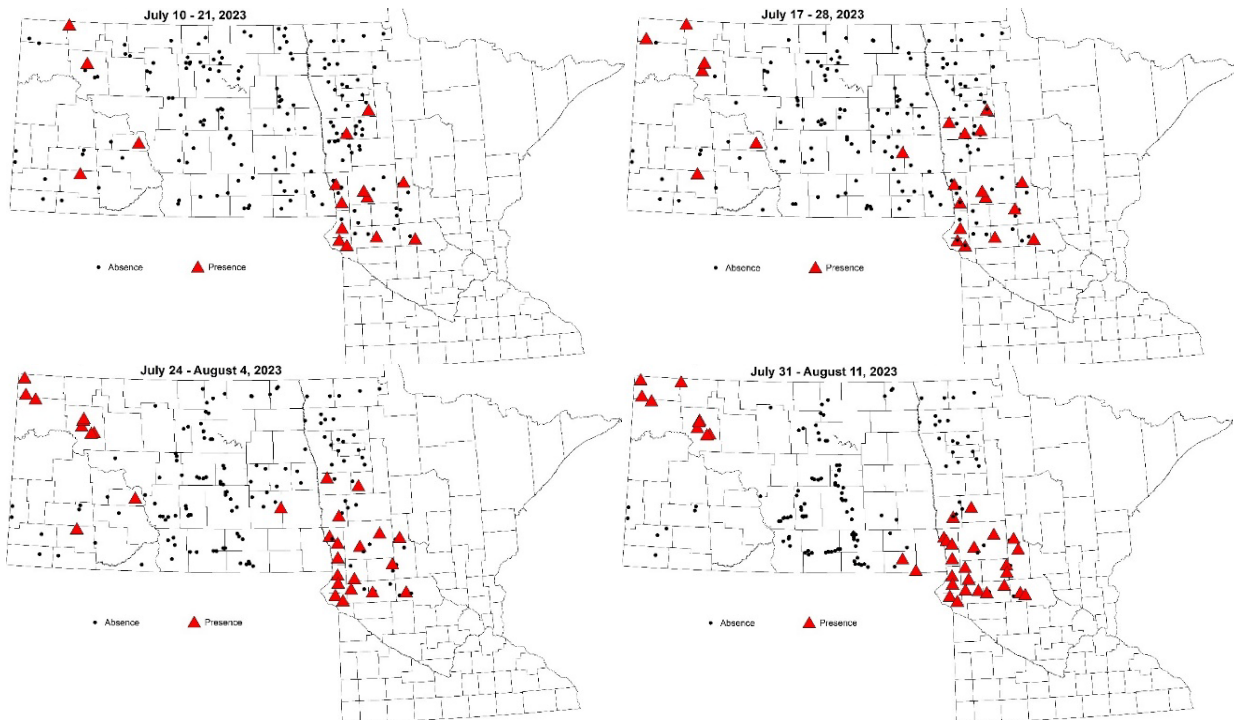 July 10 - 21, 2023
July 17 - 28, 2023
Absence
Presence
Absence
Presence
July 24 - August 4, 2023
July 31 - August 11, 2023
Absence
Presence
Absence
Presence